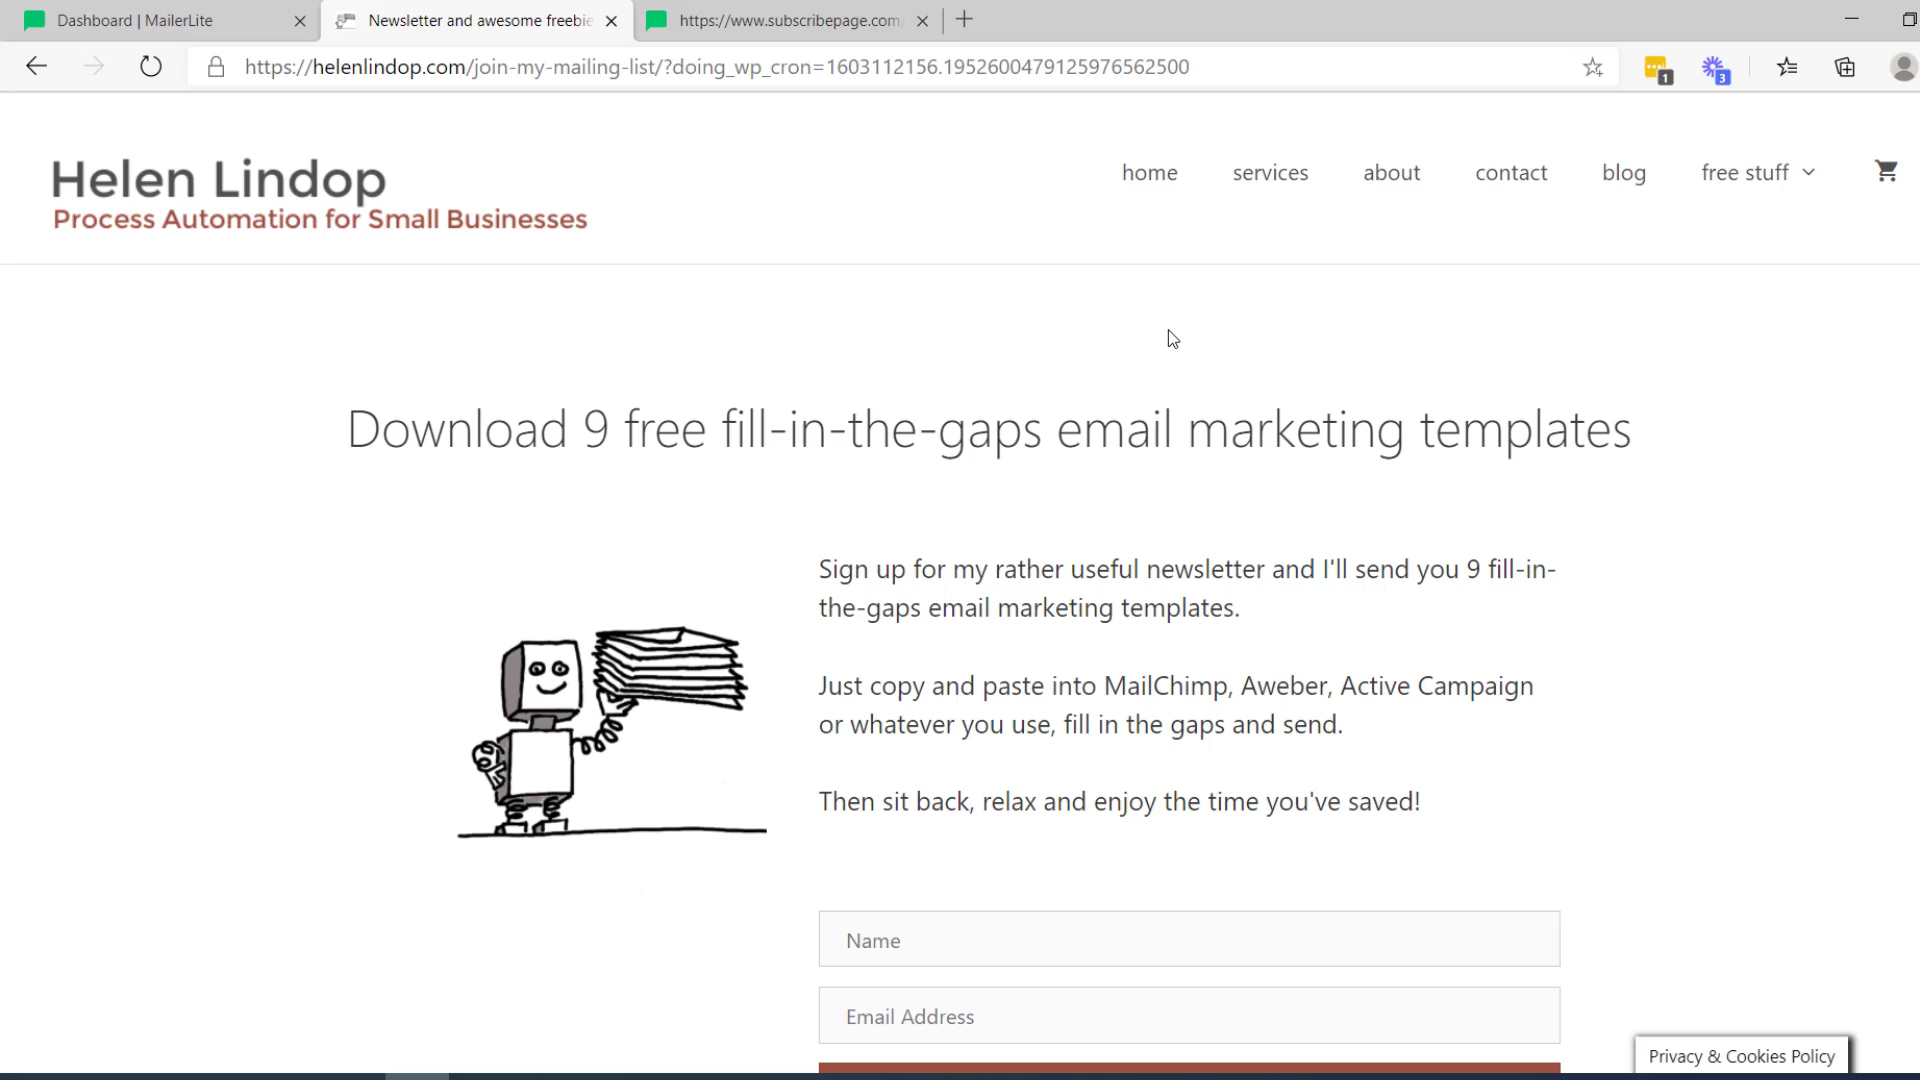 Dashboard | MailerLite
Newsletter and awesome freebie
https://www.subscribepage.com/
https://helenlindop.com/join-my-mailing-list/?doing_wp_cron=1603112156.1952600479125976562500
1
3
Helen Lindop
Process Automation for Small Businesses
home
services
about
contact
blog
free stuff
Download 9 free fill-in-the-gaps email marketing templates
Sign up for my rather useful newsletter and I'll send you 9 fill-in-
the-gaps email marketing templates.
Just copy and paste into MailChimp, Aweber, Active Campaign
or whatever you use, fill in the gaps and send.
Then sit back, relax and enjoy the time you've saved!
Name
Email Address
Privacy & Cookies Policy